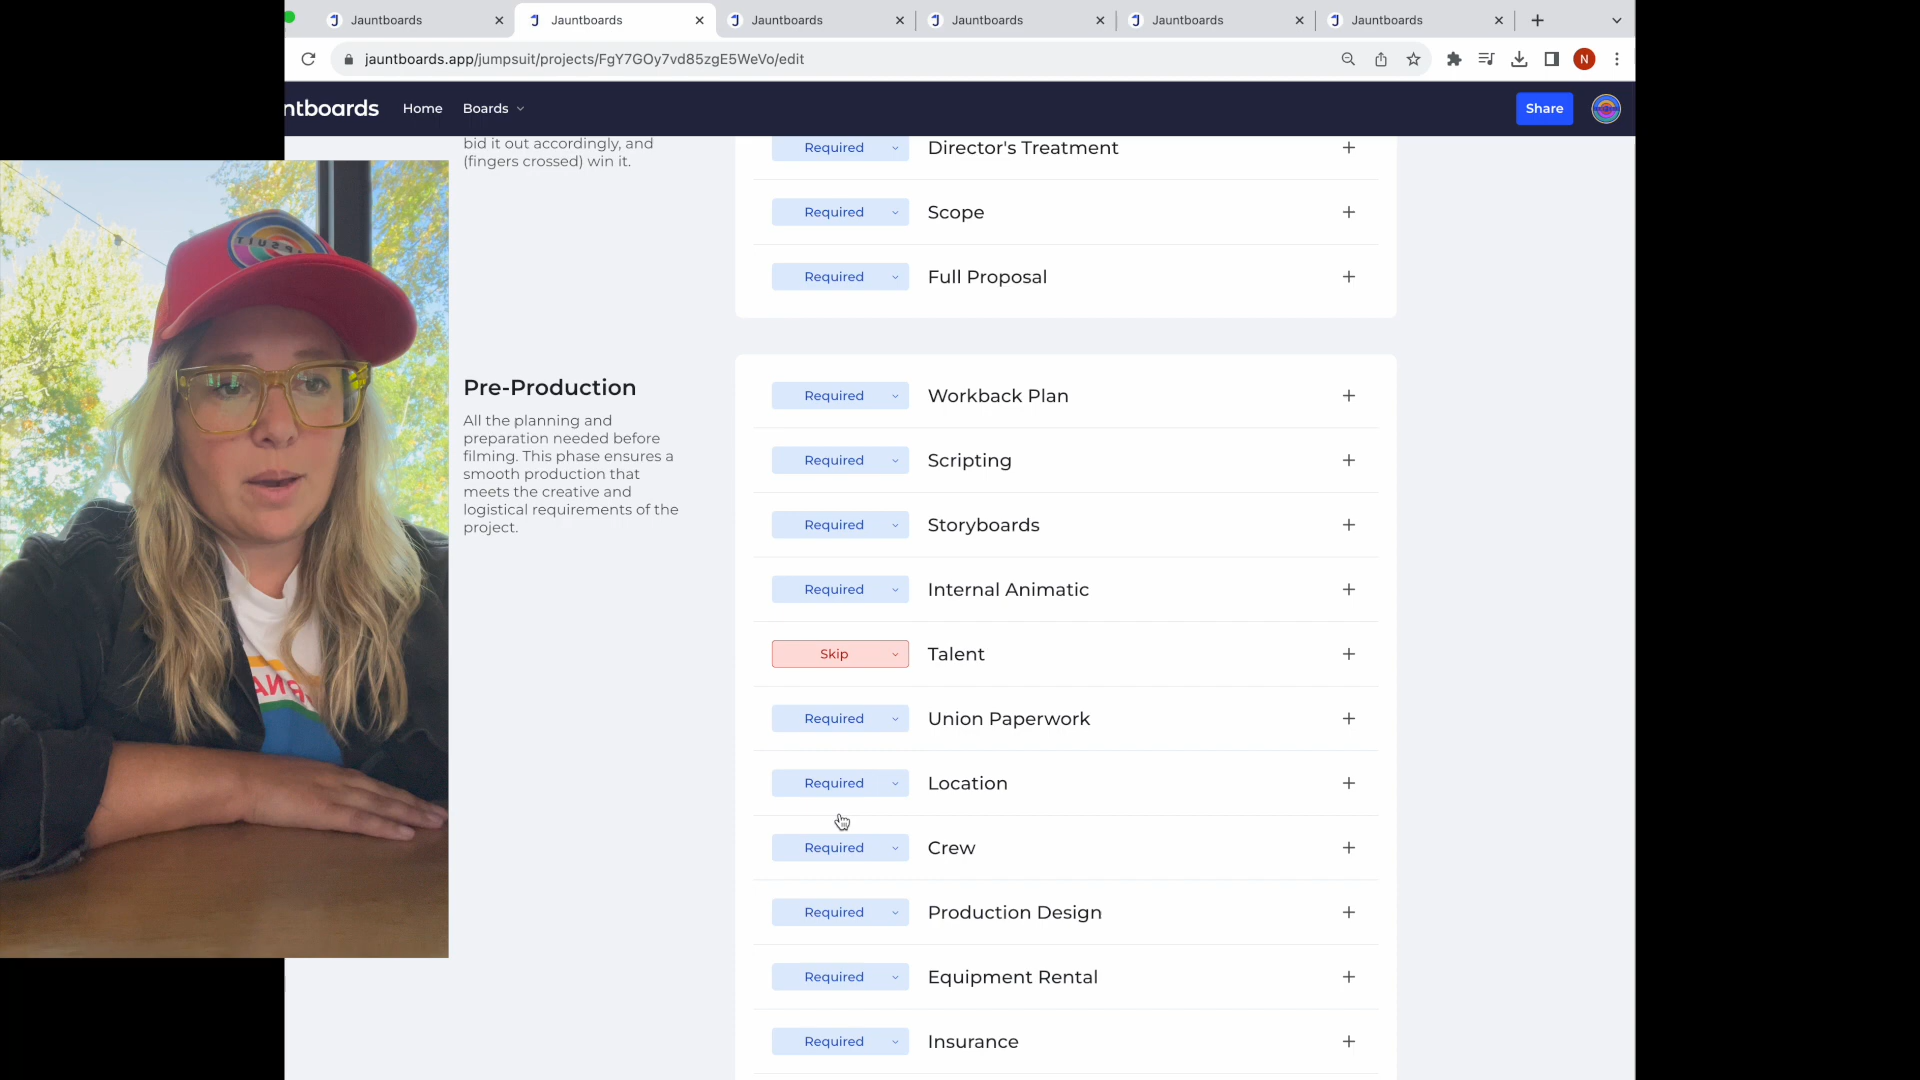 Jauntboards
Jauntboards
Jauntboards
Jauntboards
Jauntboards
Jauntboards
jauntboards.app/jumpsuit/projects/FgY7GOy7vd85zgE5WeVo/edit
N
ntboards
Home
Boards
Share
bid it out accordingly, and
(fingers crossed) win it.
Required
Director's Treatment
Required
Scope
Required
Full Proposal
Pre-Production
All the planning and
preparation needed before
filming. This phase ensures a
smooth production that
meets the creative and
logistical requirements of the
project.
Required
Workback Plan
Required
Scripting
Required
Storyboards
Required
Internal Animatic
Skip
Talent
Required
Union Paperwork
Required
Location
Required
Crew
Required
Production Design
Required
Equipment Rental
Required
Insurance